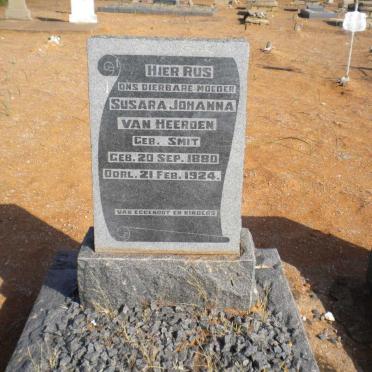 HIER RUS
ONS DIERBARE MOEDER
SUSARA JOHANNA
VAN HEERDEN
GEB. SMIT
GEB. 20 SEP. 1880
OORL. 21 FEB. 1924.
VAN EGGENOOT EN KINDERS